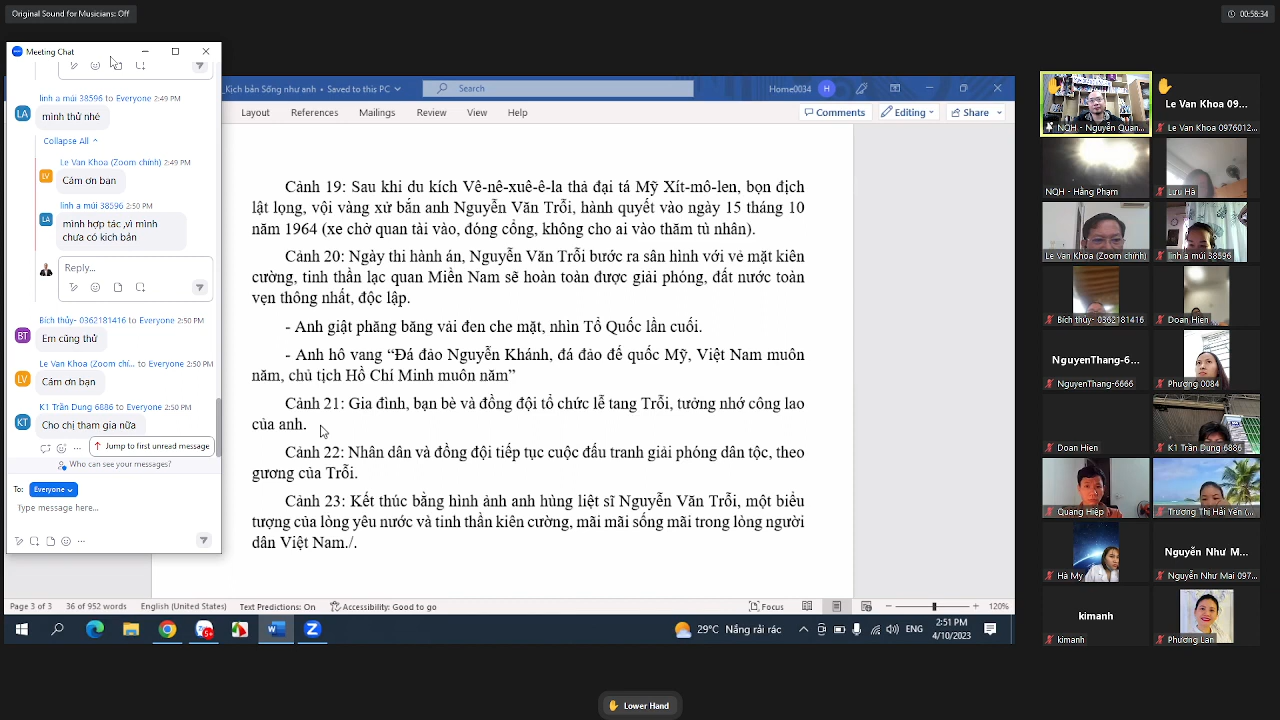 Original Sound for Musicians: Off
00:58:34
Meeting Chat
linh a múi 38596 to Everyone 2:49 PM
LA
mình thử nhé
Collapse All
Le Van Khoa (Zoom chính) 2:49 PM
LV
Cảm ơn bạn
linh a múi 38596 2:50 PM
LA
mình hợp tác ,vì mình
chưa có kịch bản
Reply...
Bích thủy- 0362181416 to Everyone 2:50 PM
BT
Em cũng thử
Le Van Khoa (Zoom chí... to Everyone 2:50 PM
LV
Cảm ơn bạn
K1 Trần Dung 6886 to Everyone 2:50 PM
KT
Cho chị tham gia nữa
Jump to first unread message
Who can see your messages?
To: Everyone
Type message here...
_Kịch bản Sống như anh • Saved to this PC
Search
Home0034
H
Layout
References
Mailings
Review
View
Help
Comments
Editing
Share
Cảnh 19: Sau khi du kích Vê-nê-xuê-ê-la thả đại tá Mỹ Xít-mô-len, bọn địch
lật lọng, vội vàng xử bắn anh Nguyễn Văn Trỗi, hành quyết vào ngày 15 tháng 10
năm 1964 (xe chở quan tài vào, đóng cổng, không cho ai vào thăm tù nhân).
Cảnh 20: Ngày thi hành án, Nguyễn Văn Trỗi bước ra sân hình với vẻ mặt kiên
cường, tinh thần lạc quan Miền Nam sẽ hoàn toàn được giải phóng, đất nước toàn
vẹn thông nhất, độc lập.
- Anh giật phăng băng vải đen che mặt, nhìn Tổ Quốc lần cuối.
- Anh hô vang “Đả đảo Nguyễn Khánh, đả đảo đế quốc Mỹ, Việt Nam muôn
năm, chủ tịch Hồ Chí Minh muôn năm”
Cảnh 21: Gia đình, bạn bè và đồng đội tổ chức lễ tang Trỗi, tưởng nhớ công lao
của anh.
Cảnh 22: Nhân dân và đồng đội tiếp tục cuộc đấu tranh giải phóng dân tộc, theo
gương của Trỗi.
Cảnh 23: Kết thúc bằng hình ảnh anh hùng liệt sĩ Nguyễn Văn Trỗi, một biểu
tượng của lòng yêu nước và tinh thần kiên cường, mãi mãi sống mãi trong lòng người
dân Việt Nam./.
Page 3 of 3
36 of 952 words
English (United States)
Text Predictions: On
Accessibility: Good to go
Focus
120%
29°C Nắng rải rác
ENG
2:51 PM
4/10/2023
NQH - Nguyễn Quan...
Le Van Khoa 09...
Le Van Khoa 0976012...
NQH - Hằng Phạm
Lưu Hà
Le Van Khoa (Zoom chính)
linh a múi 38596
Bích thủy- 0362181416
Doan Hien
NguyenThang-6...
NguyenThang-6666
Phượng 0084
Doan Hien
K1 Trần Dung 6886
Quang Hiệp
Trương Thị Hải Yến (...
Hà My
Nguyễn Như M...
Nguyễn Như Mai 097...
kimanh
kimanh
Phương Lan
Lower Hand